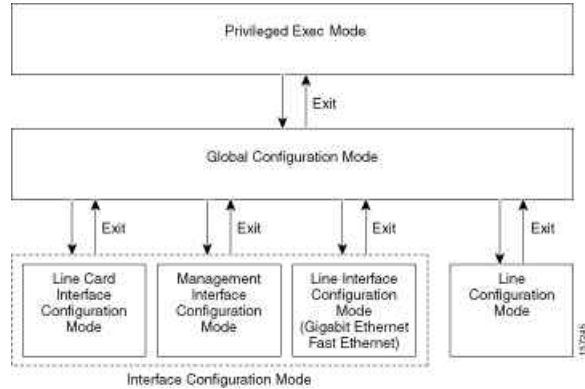 Privileged Exec Mode
Exit
Global Configuration Mode
Exit
Exit
Exit
Exit
Line Card
Interface
Configuration
Mode
Management
Interface
Configuration
Mode
Line Interface
Configuration
Mode
(Gigabit Ethernet
Fast Ethernet)
Line
Configuration
Mode
Interface Configuration Mode